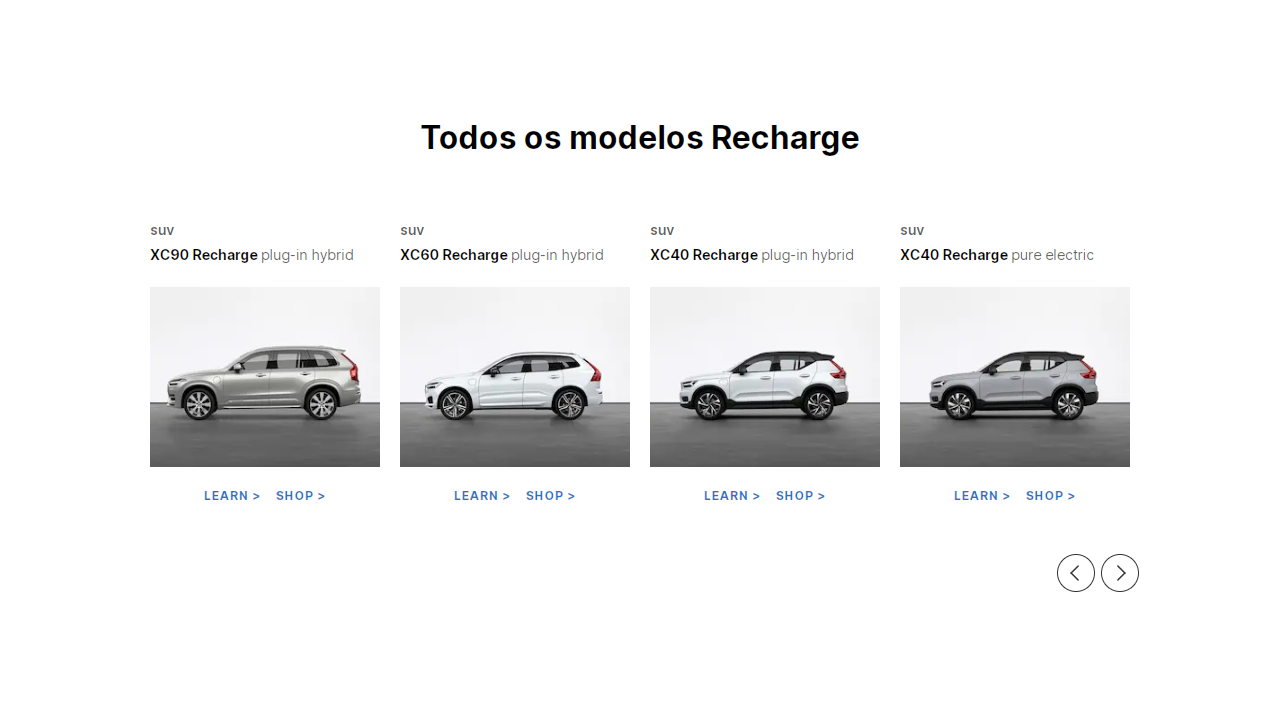 Todos os modelos Recharge
suv
XC90 Recharge plug-in hybrid
LEARN > SHOP >
suv
XC60 Recharge plug-in hybrid
LEARN > SHOP >
suv
XC40 Recharge plug-in hybrid
LEARN > SHOP >
suv
XC40 Recharge pure electric
LEARN > SHOP >